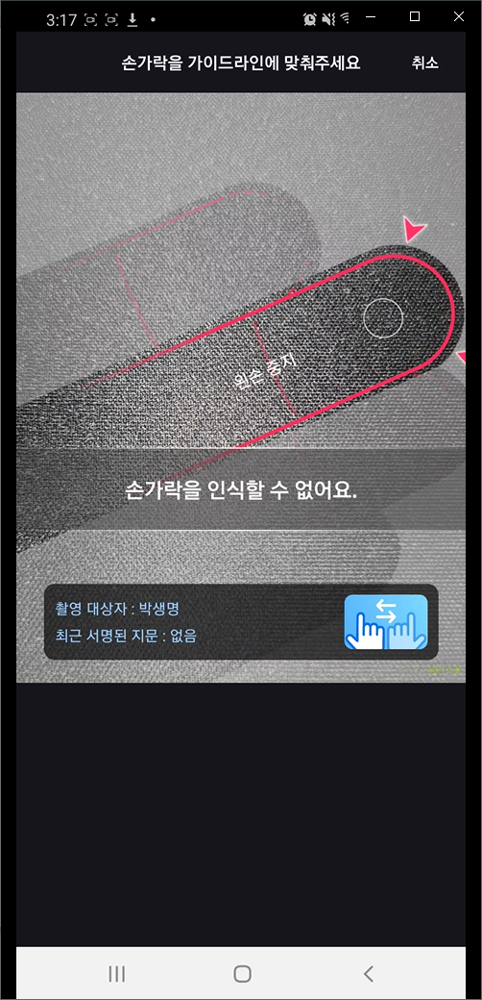 3:17
손가락을 가이드라인에 맞춰주세요 취소
왼손 중지
손가락을 인식할 수 없어요.
촬영 대상자 : 박생명
최근 서명된 지문 : 없음